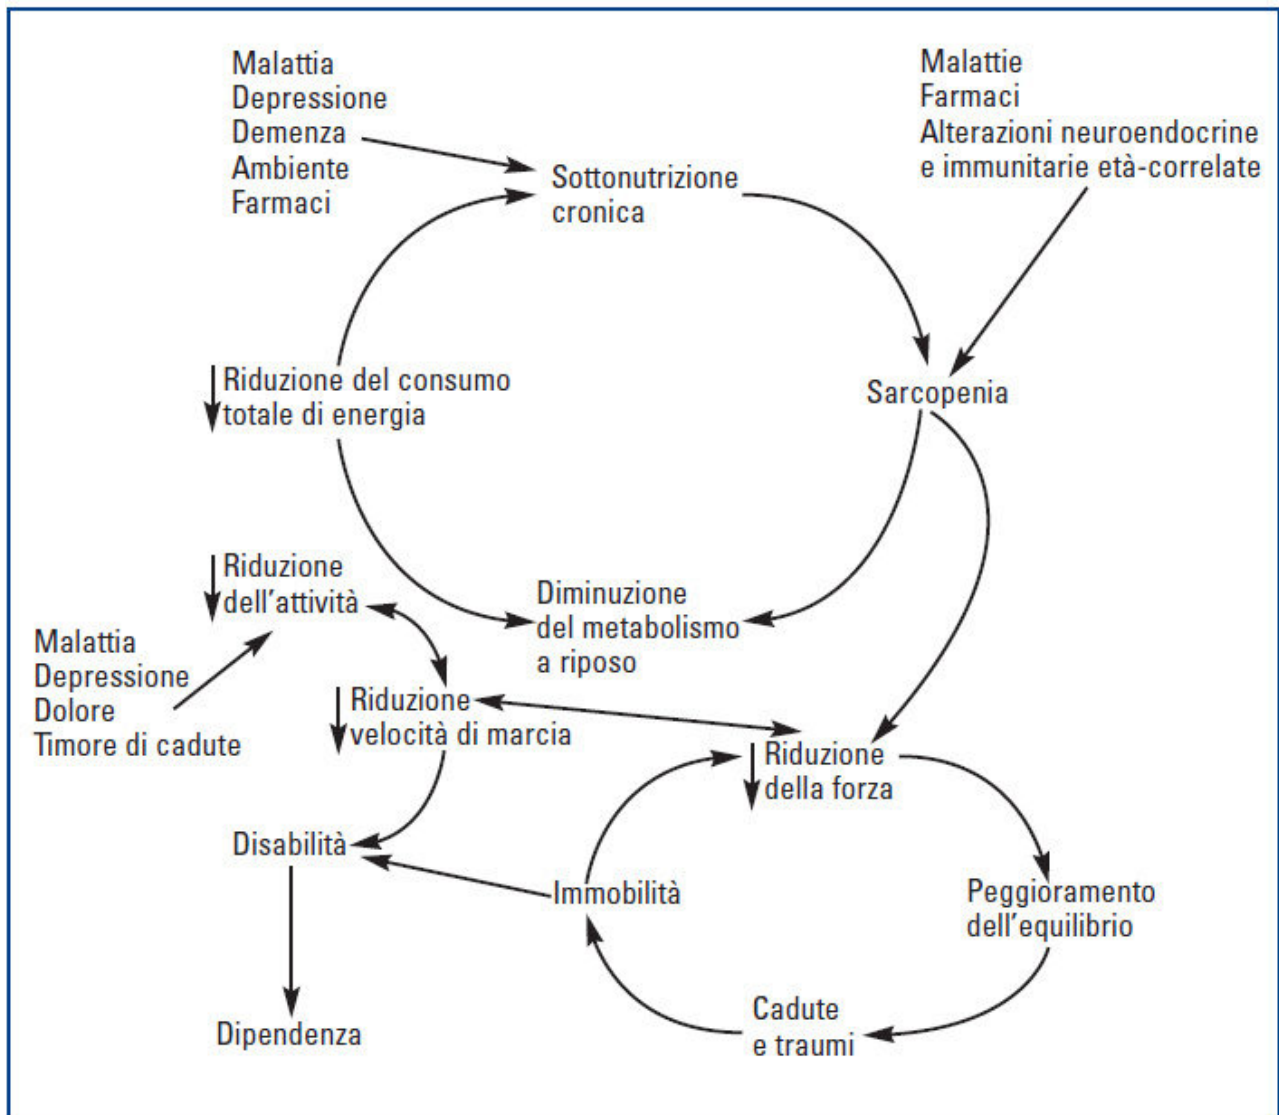 Malattia
Depressione
Demenza
Ambiente
Farmaci
Malattie
Farmaci
Alterazioni neuroendocrine
e immunitarie età-correlate
Sottonutrizione
cronica
Riduzione del consumo
totale di energia
Sarcopenia
Riduzione
dell'attività
Diminuzione
del metabolismo
a riposo
Malattia
Depressione
Dolore
Timore di cadute
Riduzione
velocità di marcia
Riduzione
della forza
Disabilità
Immobilità
Peggioramento
dell'equilibrio
Cadute
e traumi
Dipendenza